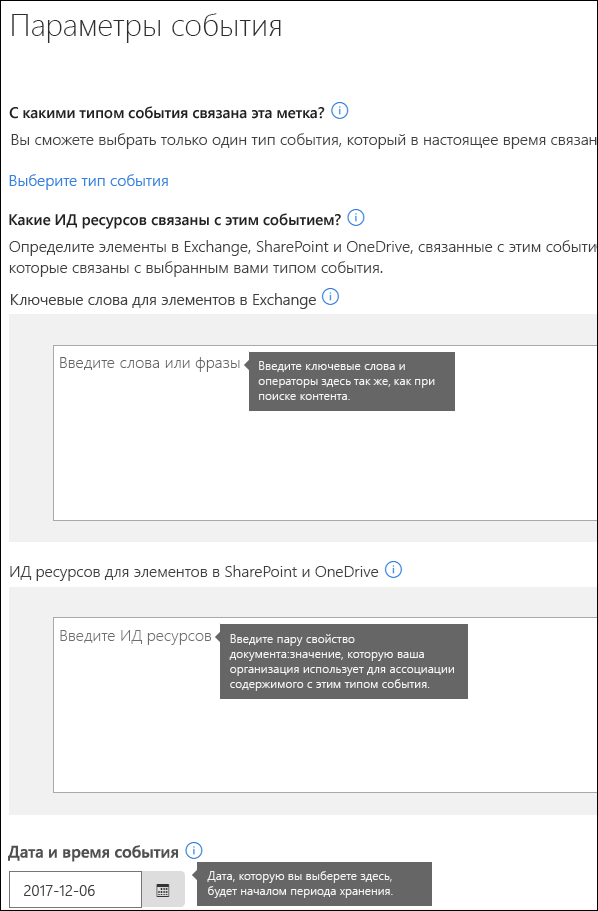 Параметры события
С какими типом события связана эта метка?
Вы сможете выбрать только один тип события, который в настоящее время связан
Выберите тип события
Какие ИД ресурсов связаны с этим событием?
Определите элементы в Exchange, SharePoint и OneDrive, связанные с этим событи
которые связаны с выбранным вами типом события.
Ключевые слова для элементов в Exchange
Введите слова или фразы
Введите ключевые слова и
операторы здесь так же, как при
поиске контента.
ИД ресурсов для элементов в SharePoint и OneDrive
Введите ИД ресурсов
Введите пару свойство
документа:значение, которую ваша
организация использует для ассоциации
содержимого с этим типом события.
Дата и время события
2017-12-06
Дата, которую вы выберете здесь,
будет началом периода хранения.